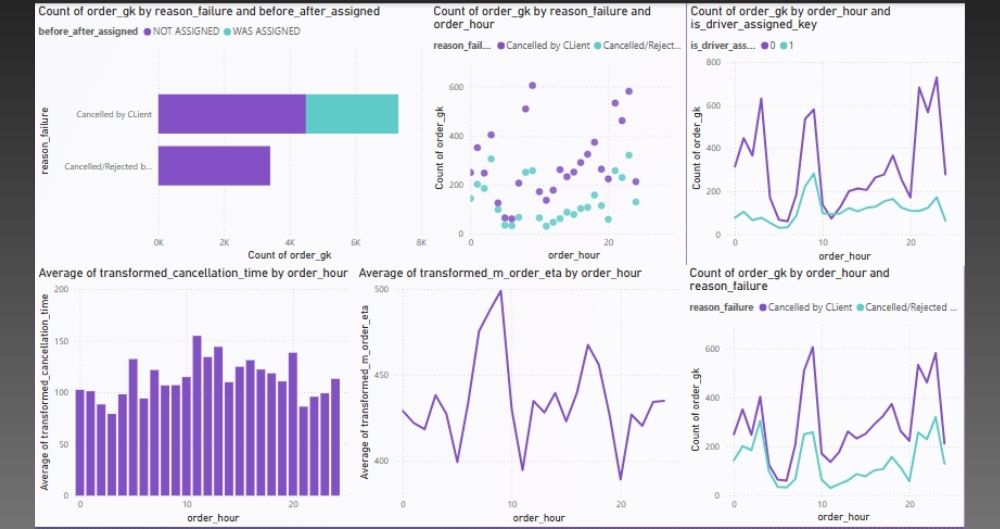 Count of order_gk by reason_failure and before_after_assigned
before_after_assigned NOT ASSIGNED WAS ASSIGNED
reason_failure
Cancelled by CLient
Cancelled/Rejected b...
0K 2K 4K 6K 8K
Count of order_gk
Count of order_gk by reason_failure and
order_hour
reason_fail... Cancelled by CLient Cancelled/Reject...
Count of order_gk
600
400
200
0
0 20
order_hour
Count of order_gk by order_hour and
is_driver_assigned_key
is_driver_ass... 0 1
Count of order_gk
800
600
400
200
0
0 10 20
order_hour
Average of transformed_cancellation_time by order_hour
Average of transformed_cancellation_time
200
150
100
50
0
0 10 20
order_hour
Average of transformed_m_order_eta by order_hour
Average of transformed_m_order_eta
500
450
400
0 10 20
order_hour
Count of order_gk by order_hour and
reason_failure
reason_failure Cancelled by CLient Cancelled/Rejected ...
Count of order_gk
600
400
200
0
0 10 20
order_hour